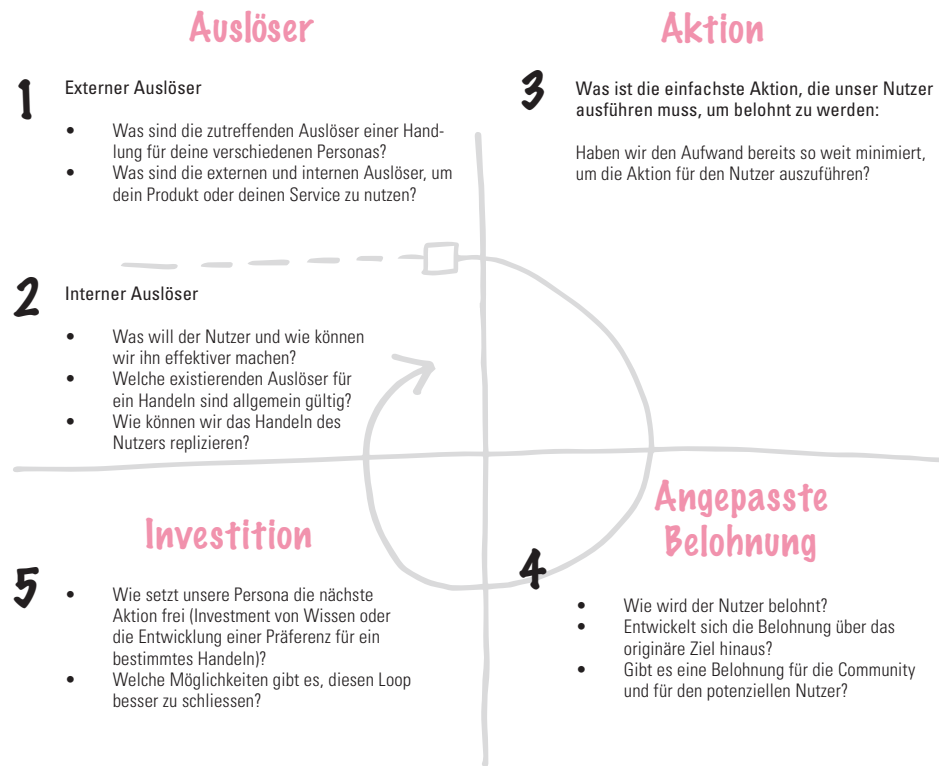 Auslöser
1
Externer Auslöser
• Was sind die zutreffenden Auslöser einer Hand-
lung für deine verschiedenen Personas?
• Was sind die externen und internen Auslöser, um
dein Produkt oder deinen Service zu nutzen?
2
Interner Auslöser
• Was will der Nutzer und wie können
wir ihn effektiver machen?
• Welche existierenden Auslöser für
ein Handeln sind allgemein gültig?
• Wie können wir das Handeln des
Nutzers replizieren?
Aktion
3
Was ist die einfachste Aktion, die unser Nutzer
ausführen muss, um belohnt zu werden:
Haben wir den Aufwand bereits so weit minimiert,
um die Aktion für den Nutzer auszuführen?
Angepasste
Belohnung
4
• Wie wird der Nutzer belohnt?
• Entwickelt sich die Belohnung über das
originäre Ziel hinaus?
• Gibt es eine Belohnung für die Community
und für den potenziellen Nutzer?
Investition
5
• Wie setzt unsere Persona die nächste
Aktion frei (Investment von Wissen oder
die Entwicklung einer Präferenz für ein
bestimmtes Handeln)?
• Welche Möglichkeiten gibt es, diesen Loop
besser zu schliessen?